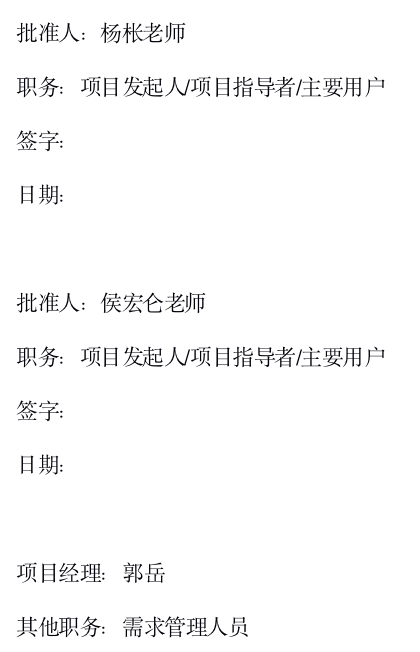 批准人：杨枨老师
职务：项目发起人/项目指导者/主要用户
签字：
日期：
批准人：侯宏仑老师
职务：项目发起人/项目指导者/主要用户
签字：
日期：
项目经理：郭岳
其他职务：需求管理人员